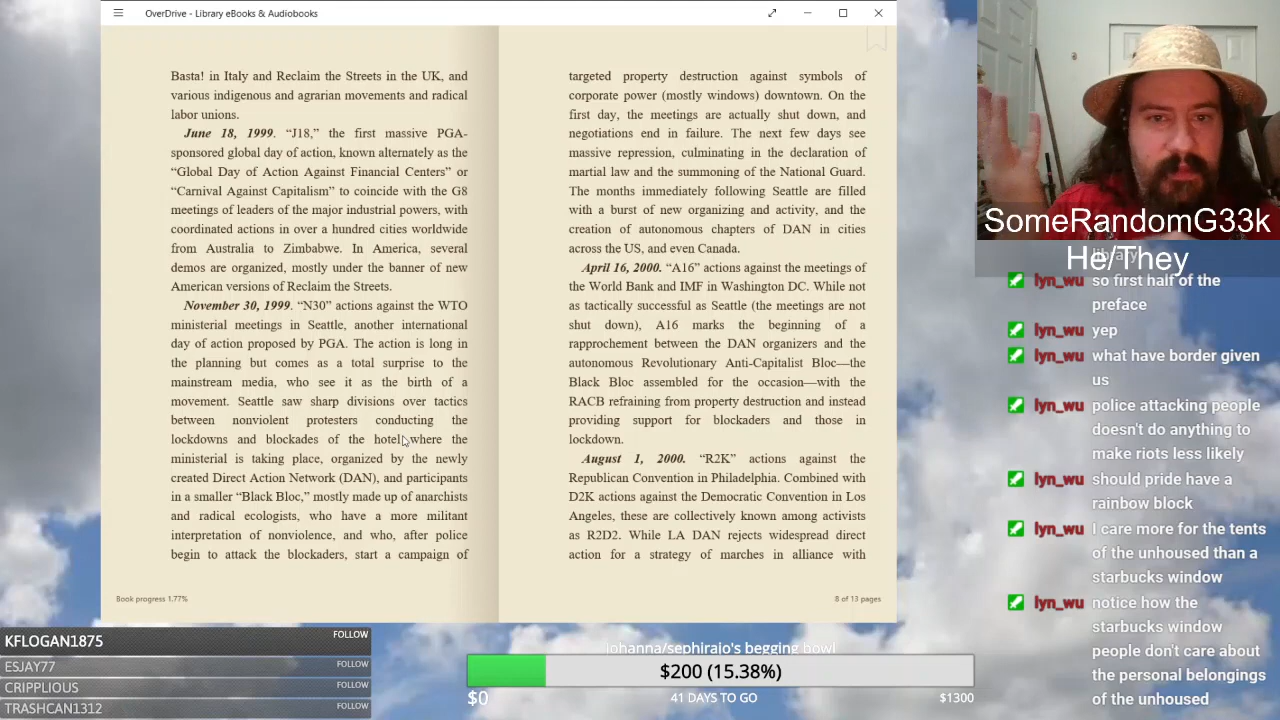 OverDrive - Library eBooks & Audiobooks
Basta! in Italy and Reclaim the Streets in the UK, and
various indigenous and agrarian movements and radical
labor unions.
June 18, 1999. “J18,” the first massive PGA-
sponsored global day of action, known alternately as the
“Global Day of Action Against Financial Centers” or
“Carnival Against Capitalism” to coincide with the G8
meetings of leaders of the major industrial powers, with
coordinated actions in over a hundred cities worldwide
from Australia to Zimbabwe. In America, several
demos are organized, mostly under the banner of new
American versions of Reclaim the Streets.
November 30, 1999. “N30” actions against the WTO
ministerial meetings in Seattle, another international
day of action proposed by PGA. The action is long in
the planning but comes as a total surprise to the
mainstream media, who see it as the birth of a
movement. Seattle saw sharp divisions over tactics
between nonviolent protesters conducting the
lockdowns and blockades of the hotel where the
ministerial is taking place, organized by the newly
created Direct Action Network (DAN), and participants
in a smaller “Black Bloc,” mostly made up of anarchists
and radical ecologists, who have a more militant
interpretation of nonviolence, and who, after police
begin to attack the blockaders, start a campaign of
Book progress 1.77%
targeted property destruction against symbols of
corporate power (mostly windows) downtown. On the
first day, the meetings are actually shut down, and
negotiations end in failure. The next few days see
massive repression, culminating in the declaration of
martial law and the summoning of the National Guard.
The months immediately following Seattle are filled
with a burst of new organizing and activity, and the
creation of autonomous chapters of DAN in cities
across the US, and even Canada.
April 16, 2000. “A16” actions against the meetings of
the World Bank and IMF in Washington DC. While not
as tactically successful as Seattle (the meetings are not
shut down), A16 marks the beginning of a
rapprochement between the DAN organizers and the
autonomous Revolutionary Anti-Capitalist Bloc—the
Black Bloc assembled for the occasion—with the
RACB refraining from property destruction and instead
providing support for blockaders and those in
lockdown.
August 1, 2000. “R2K” actions against the
Republican Convention in Philadelphia. Combined with
D2K actions against the Democratic Convention in Los
Angeles, these are collectively known among activists
as R2D2. While LA DAN rejects widespread direct
action for a strategy of marches in alliance with
8 of 13 pages
SomeRandomG33k
He/They
library
lyn_wu so first half of the
preface
lyn_wu yep
lyn_wu what have border given
us
lyn_wu police attacking people
doesn't do anything to
make riots less likely
lyn_wu should pride have a
rainbow block
lyn_wu I care more for the tents
of the unhoused than a
starbucks window
lyn_wu notice how the
starbucks window
people don't care about
the personal belongings
of the unhoused
KFLOGAN1875 FOLLOW
ESJAY77 FOLLOW
CRIPPLIOUS FOLLOW
TRASHCAN1312 FOLLOW
johanna/sephiraio's begging bowl
$200 (15.38%)
$0 41 DAYS TO GO $1300